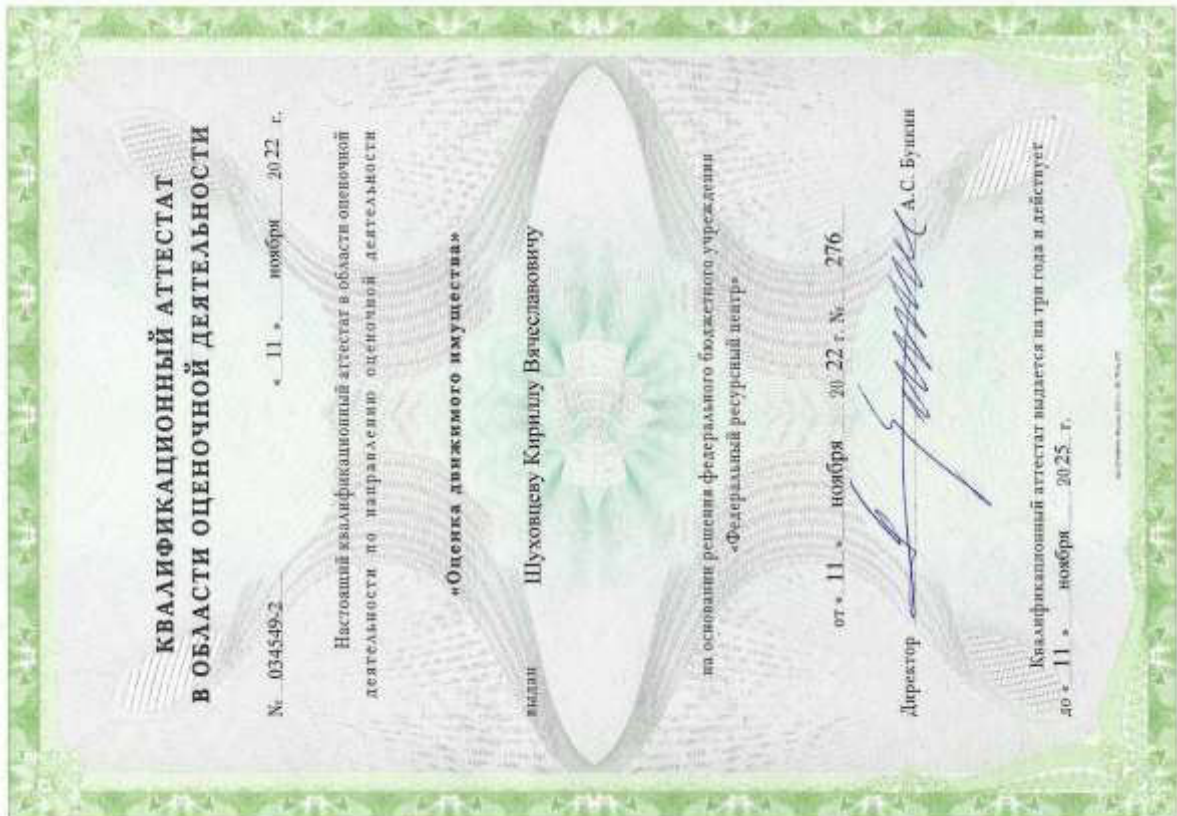 КВАЛИФИКАЦИОННЫЙ АТТЕСТАТ
В ОБЛАСТИ ОЦЕНОЧНОЙ ДЕЯТЕЛЬНОСТИ
№ 034549-2 « 11 » ноября 20 22 г.
Настоящий квалификационный аттестат в области оценочной
деятельности по направлению оценочной деятельности
«Оценка движимого имущества»
выдан Шуховцеву Кириллу Вячеславовичу
на основании решения федерального бюджетного учреждения
«Федеральный ресурсный центр»
от « 11 » ноября 20 22 г. № 276
Директор А.С. Бункин
Квалификационный аттестат выдается на три года и действует
до « 11 » ноября 20 25 г.